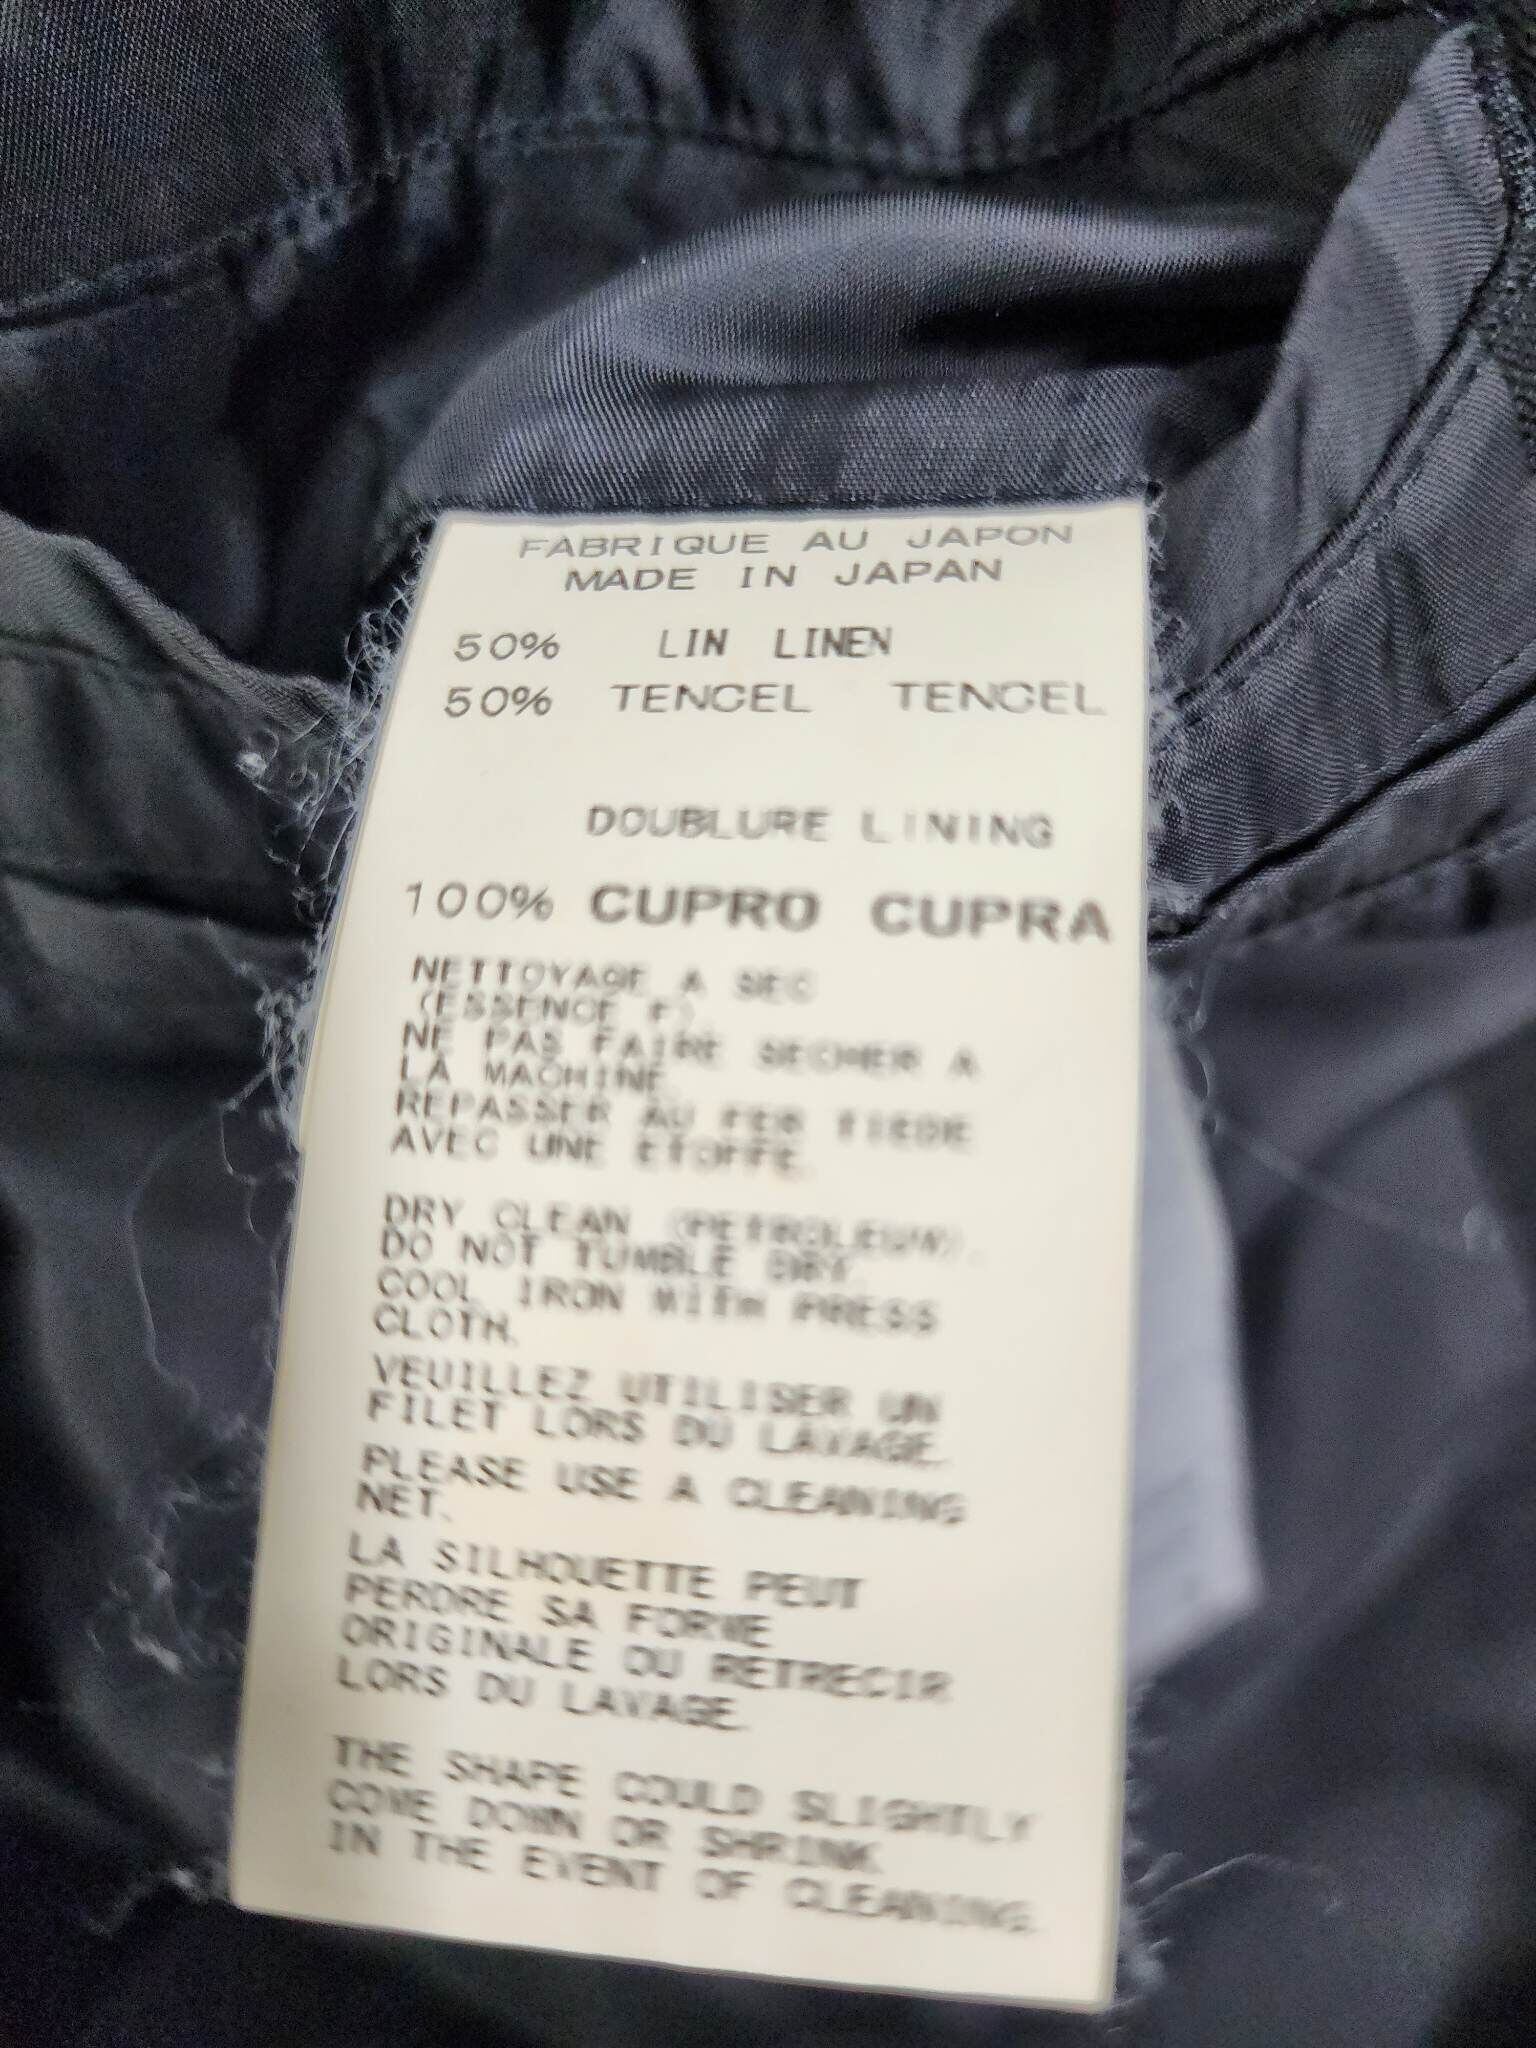 FABRIQUE AU JAPON
MADE IN JAPAN
50% LIN LINEN
50% TENCEL TENCEL
DOUBLURE LINING
100% CUPRO CUPRA
NETTOYAGE A SEC
(ESSENCE F)
NE PAS FAIRE SECHER A
LA MACHINE.
REPASSER AU FER TIEDE
AVEC UNE ETOFFE.
DRY CLEAN (PETROLEUM).
DO NOT TUMBLE DRY.
COOL IRON WITH PRESS
CLOTH.
VEUILLEZ UTILISER UN
FILET LORS DU LAVAGE.
PLEASE USE A CLEANING
NET.
LA SILHOUETTE PEUT
PERDRE SA FORME
ORIGINALE OU RETRECIR
LORS DU LAVAGE.
THE SHAPE COULD SLIGHTLY
COME DOWN OR SHRINK
IN THE EVENT OF CLEANING.